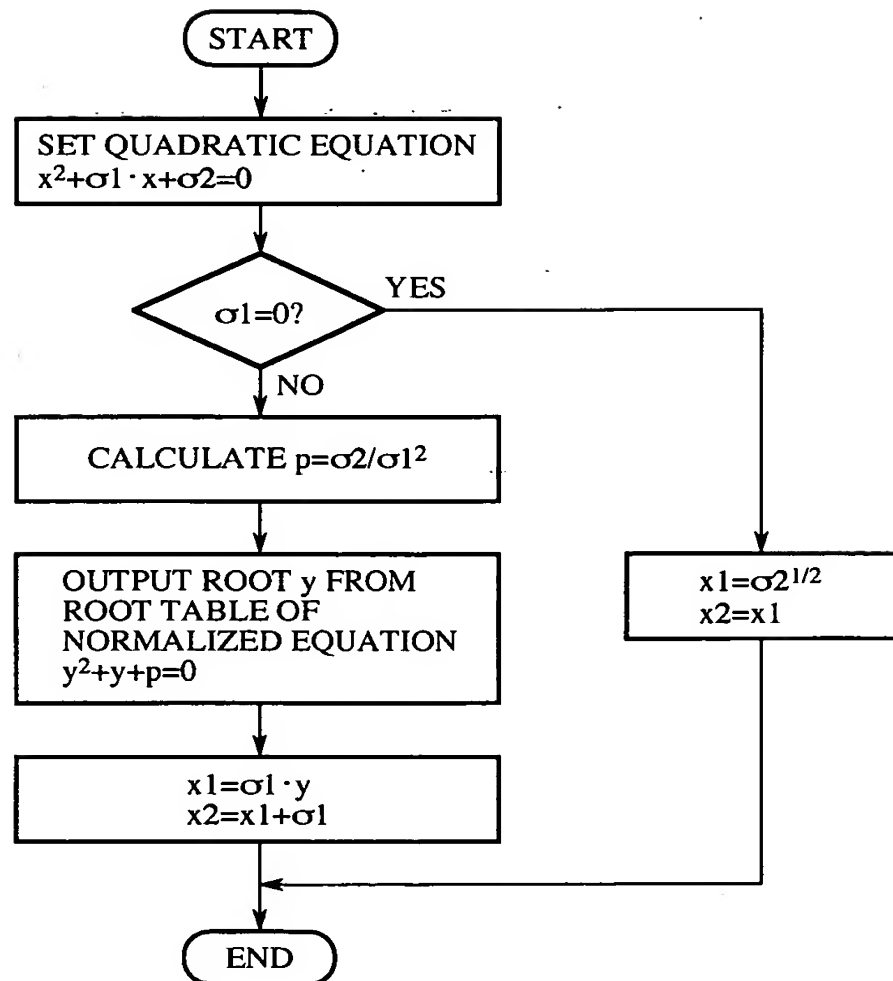 START
SET QUADRATIC EQUATION
x²+σ1·x+σ2=0
σ1=0?
YES
NO
CALCULATE p=σ2/σ1²
OUTPUT ROOT y FROM
ROOT TABLE OF
NORMALIZED EQUATION
y²+y+p=0
x1=σ2^1/2
x2=x1
x1=σ1·y
x2=x1+σ1
END